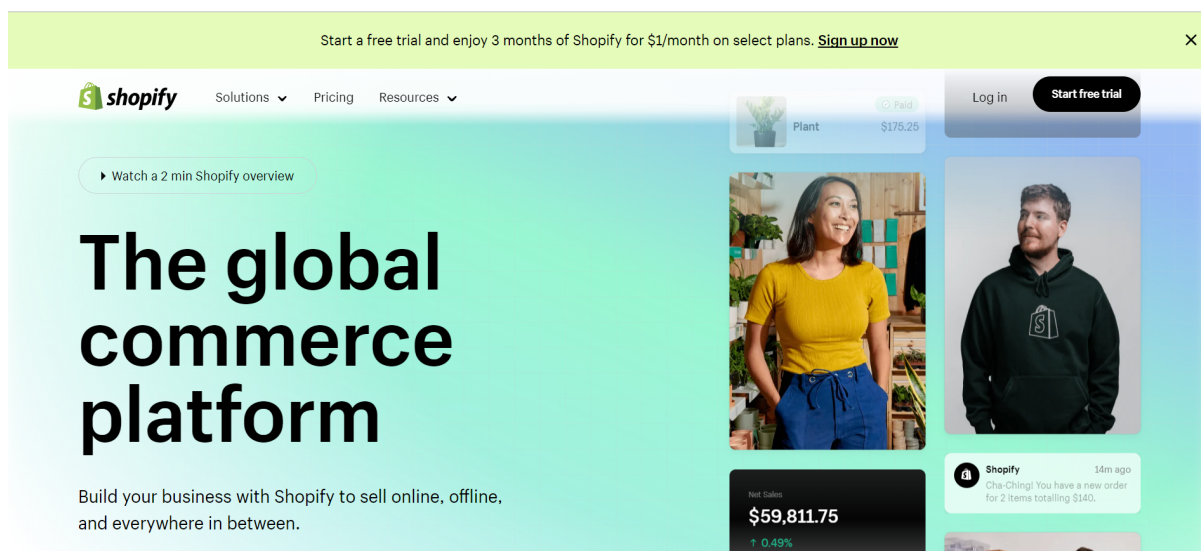 Start a free trial and enjoy 3 months of Shopify for $1/month on select plans. Sign up now
shopify
Solutions
Pricing
Resources
Log in
Start free trial
Watch a 2 min Shopify overview
The global
commerce
platform
Build your business with Shopify to sell online, offline,
and everywhere in between.
Paid
Plant $175.25
Net Sales
$59,811.75
↑ 0.49%
Shopify 14m ago
Cha-Ching! You have a new order
for 2 items totalling $140.